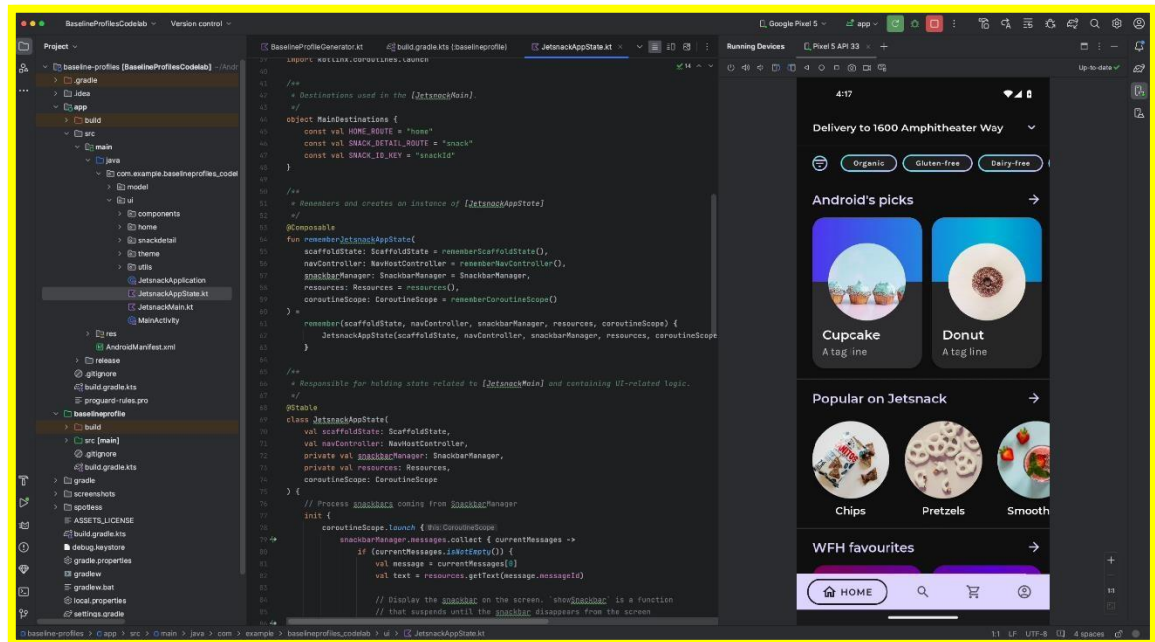 BaselineProfilesCodelab
Version control
Google Pixel 5
app
Project
baseline-profiles [BaselineProfilesCodelab] ~/Andr
.gradle
.idea
app
build
src
main
java
com.example.baselineprofiles_codel
model
ui
components
home
snackdetail
theme
utils
JetsnackApplication
JetsnackAppState.kt
JetsnackMain.kt
MainActivity
res
AndroidManifest.xml
release
.gitignore
build.gradle.kts
proguard-rules.pro
baselineprofile
build
src [main]
.gitignore
build.gradle.kts
gradle
screenshots
spotless
ASSETS_LICENSE
build.gradle.kts
debug.keystore
gradle.properties
gradlew
gradlew.bat
local.properties
settings.gradle
BaselineProfileGenerator.kt
build.gradle.kts (:baselineprofile)
JetsnackAppState.kt
14
import kotlinx.coroutines.launch
/**
* Destinations used in the [JetsnackMain].
*/
object MainDestinations {
const val HOME_ROUTE = "home"
const val SNACK_DETAIL_ROUTE = "snack"
const val SNACK_ID_KEY = "snackId"
}
/**
* Remembers and creates an instance of [JetsnackAppState]
*/
@Composable
fun rememberJetsnackAppState(
scaffoldState: ScaffoldState = rememberScaffoldState(),
navController: NavHostController = rememberNavController(),
snackbarManager: SnackbarManager = SnackbarManager,
resources: Resources = resources(),
coroutineScope: CoroutineScope = rememberCoroutineScope()
) =
remember(scaffoldState, navController, snackbarManager, resources, coroutineScope) {
JetsnackAppState(scaffoldState, navController, snackbarManager, resources, coroutineScope
}
/**
* Responsible for holding state related to [JetsnackMain] and containing UI-related logic.
*/
@Stable
class JetsnackAppState(
val scaffoldState: ScaffoldState,
val navController: NavHostController,
private val snackbarManager: SnackbarManager,
private val resources: Resources,
coroutineScope: CoroutineScope
) {
// Process snackbars coming from SnackbarManager
init {
coroutineScope.launch { this: CoroutineScope
snackbarManager.messages.collect { currentMessages ->
if (currentMessages.isNotEmpty()) {
val message = currentMessages[0]
val text = resources.getText(message.messageId)
// Display the snackbar on the screen. `showSnackbar` is a function
// that suspends until the snackbar disappears from the screen
Running Devices
Pixel 5 API 33
Up-to-date
4:17
Delivery to 1600 Amphitheater Way
Organic
Gluten-free
Dairy-free
Android's picks
Cupcake
Donut
A tag line
A tag line
Popular on Jetsnack
Chips
Pretzels
Smooth
WFH favourites
HOME
1:1
baseline-profiles > app > src > main > java > com > example > baselineprofiles_codelab > ui > JetsnackAppState.kt
1:1 LF UTF-8 4 spaces